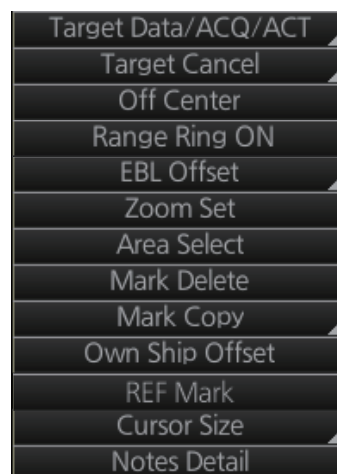 Target Data/ACQ/ACT
Target Cancel
Off Center
Range Ring ON
EBL Offset
Zoom Set
Area Select
Mark Delete
Mark Copy
Own Ship Offset
REF Mark
Cursor Size
Notes Detail